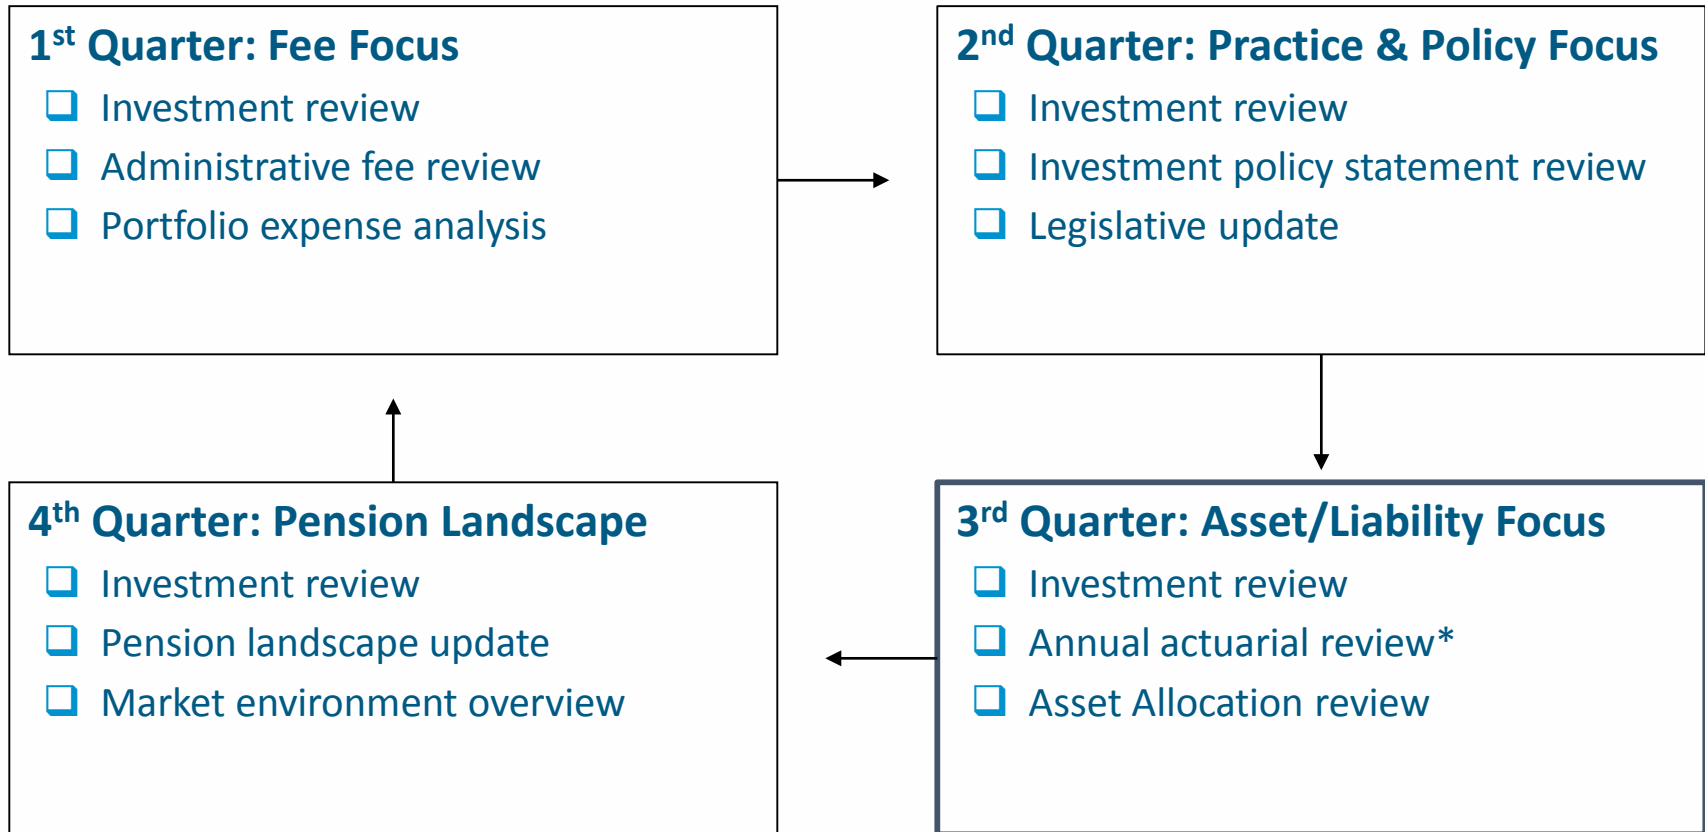 1st Quarter: Fee Focus
Investment review
Administrative fee review
Portfolio expense analysis
2nd Quarter: Practice & Policy Focus
Investment review
Investment policy statement review
Legislative update
4th Quarter: Pension Landscape
Investment review
Pension landscape update
Market environment overview
3rd Quarter: Asset/Liability Focus
Investment review
Annual actuarial review*
Asset Allocation review